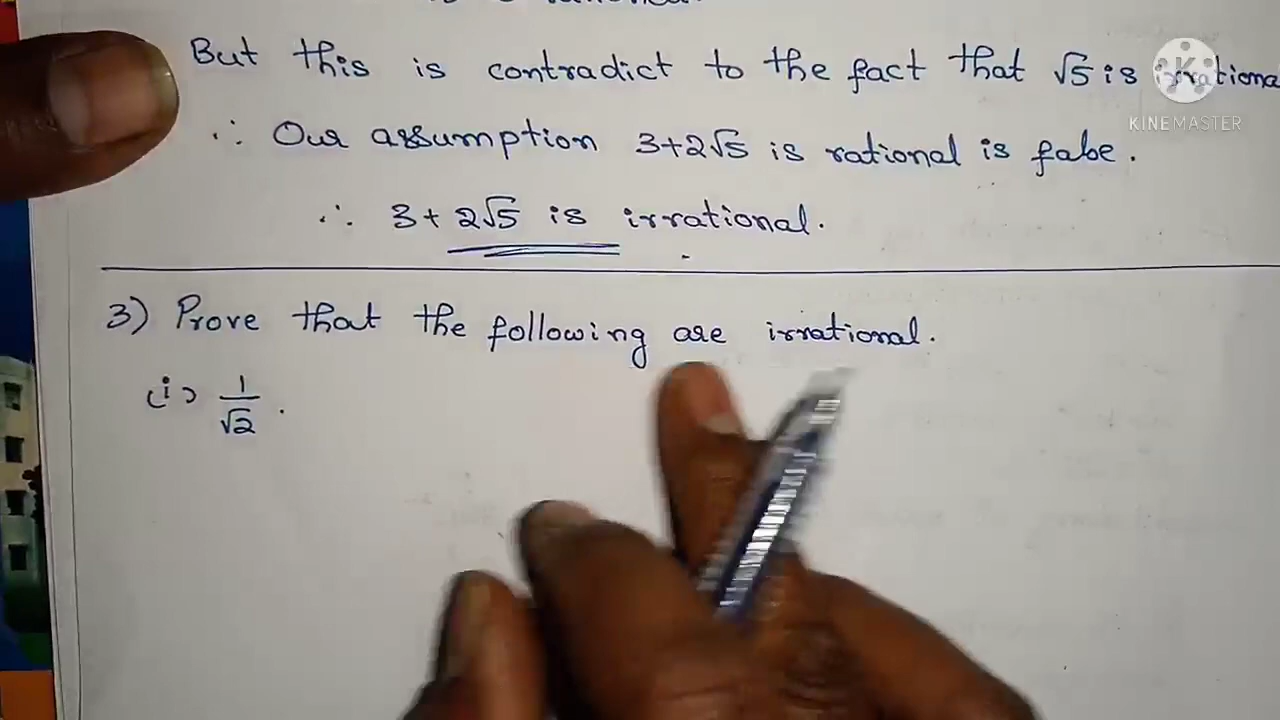 But this is contradict to the fact that √5 is irrationa
∴ Our assumption 3+2√5 is rational is false.
∴ 3+2√5 is irrational.
3) Prove that the following are irrational.
(i) 1/√2.
KINEMASTER